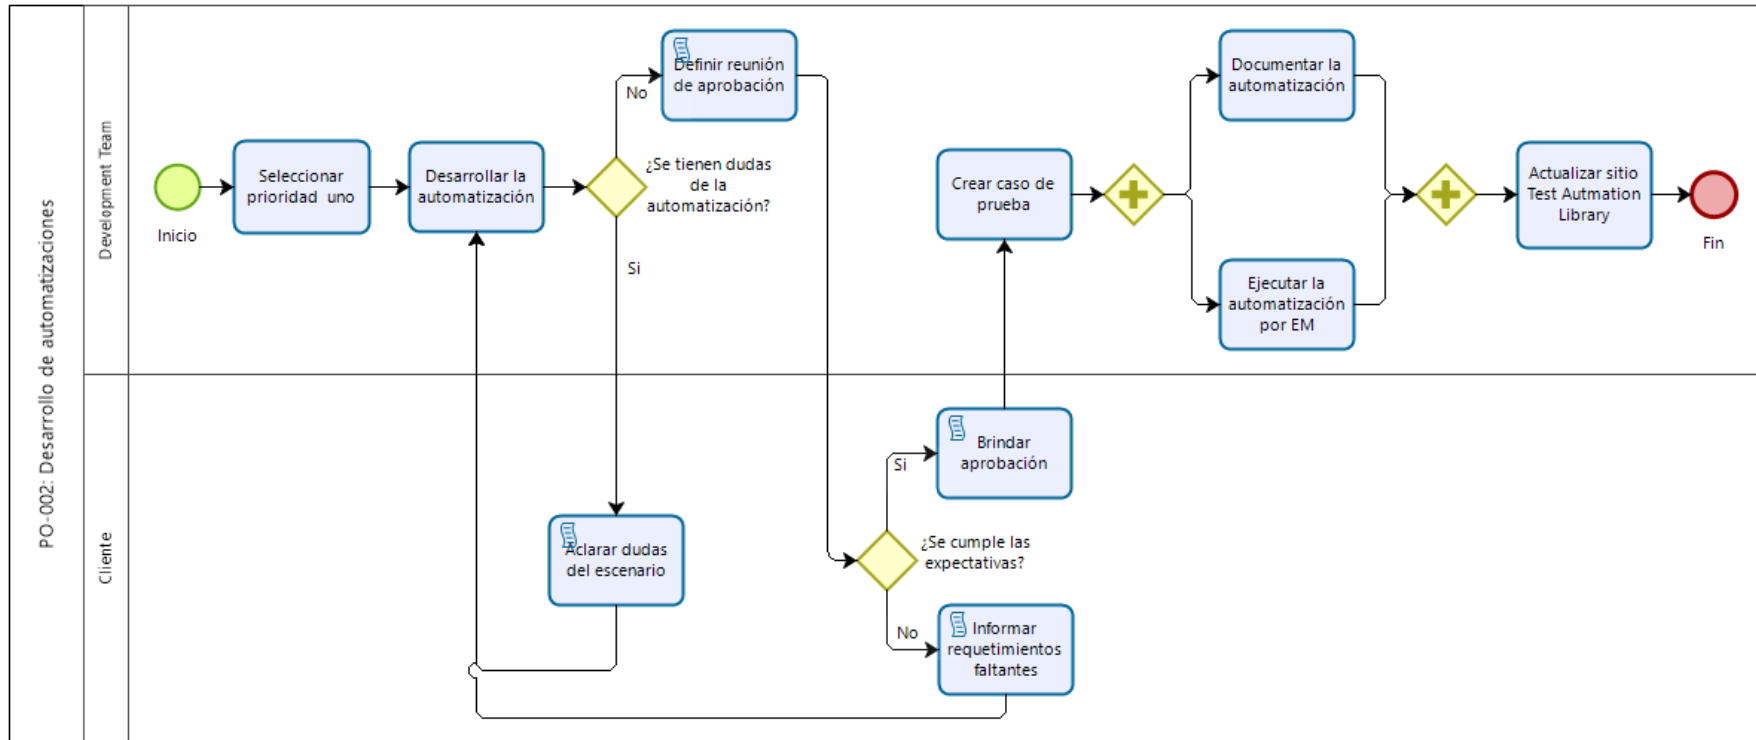 PO-002: Desarrollo de automatizaciones
Development Team
Inicio
Seleccionar
prioridad uno
Desarrollar la
automatización
¿Se tienen dudas
de la
automatización?
No
Si
Definir reunión
de aprobación
Crear caso de
prueba
Documentar la
automatización
Ejecutar la
automatización
por EM
Actualizar sitio
Test Autmation
Library
Fin
Cliente
Aclarar dudas
del escenario
¿Se cumple las
expectativas?
Si
No
Brindar
aprobación
Informar
requetimientos
faltantes